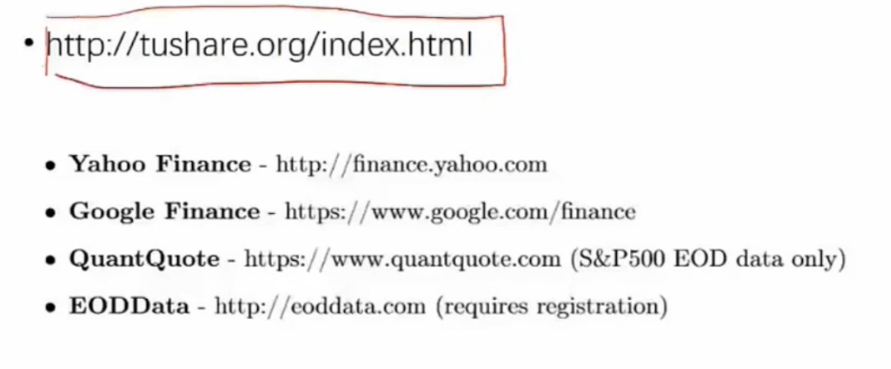 • http://tushare.org/index.html
• Yahoo Finance - http://finance.yahoo.com
• Google Finance - https://www.google.com/finance
• QuantQuote - https://www.quantquote.com (S&P500 EOD data only)
• EODData - http://eoddata.com (requires registration)